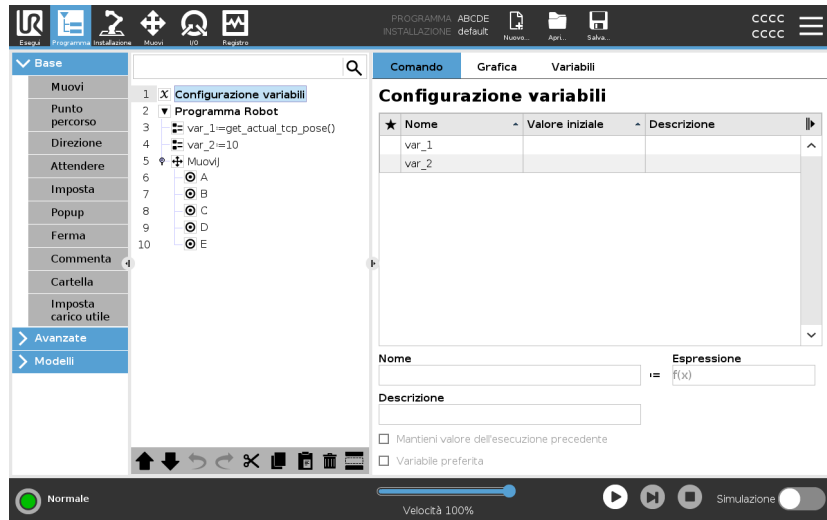 PROGRAMMA ABCDE
INSTALLAZIONE default
CCCC
CCCC
Esegui Programma Installazione Muovi I/O Registro Nuovo... Apri... Salva...
Base
Muovi
Punto
percorso
Direzione
Attendere
Imposta
Popup
Ferma
Commenta
Cartella
Imposta
carico utile
Avanzate
Modelli
1 X Configurazione variabili
2 Programma Robot
3 var_1:=get_actual_tcp_pose()
4 var_2:=10
5 MuoviJ
6 A
7 B
8 C
9 D
10 E
Comando Grafica Variabili
Configurazione variabili
Nome Valore iniziale Descrizione
var_1
var_2
Nome Espressione
:= f(x)
Descrizione
Mantieni valore dell'esecuzione precedente
Variabile preferita
Normale
Velocità 100%
Simulazione